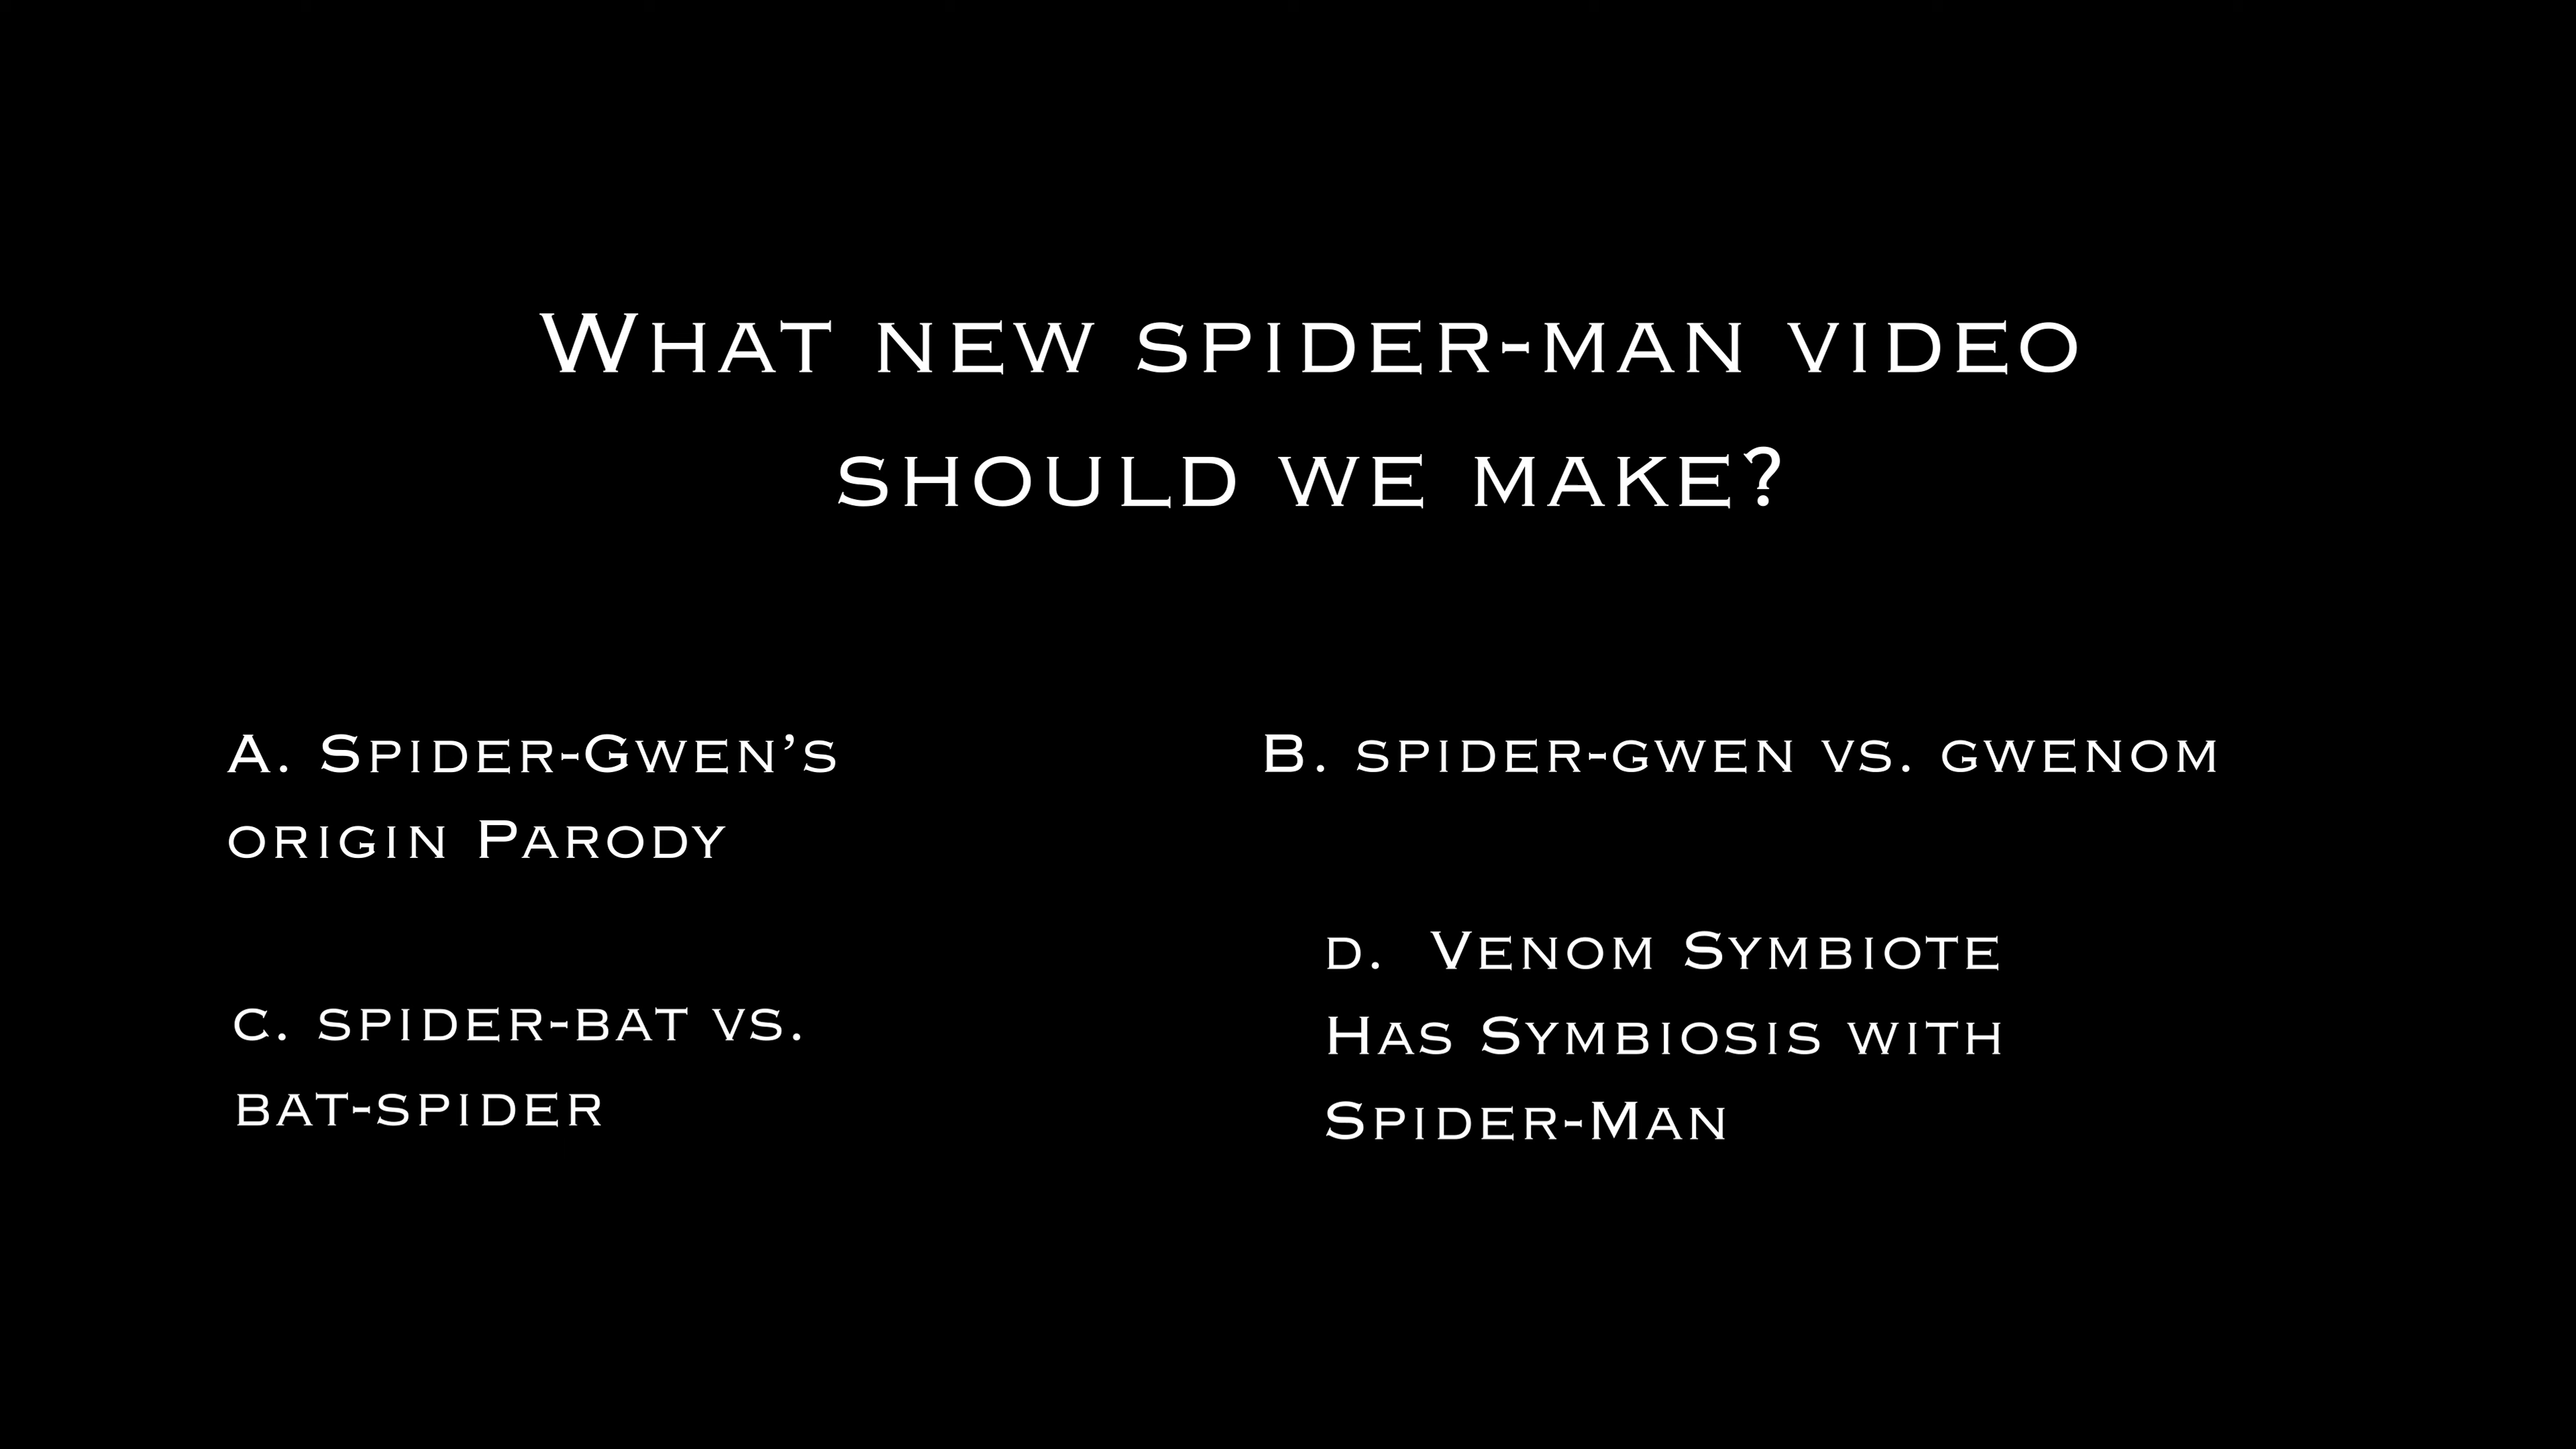 What new spider-man video
should we make?
A. Spider-Gwen’s
origin Parody
B. spider-gwen vs. gwenom
c. spider-bat vs.
bat-spider
d. Venom Symbiote
Has Symbiosis with
Spider-Man